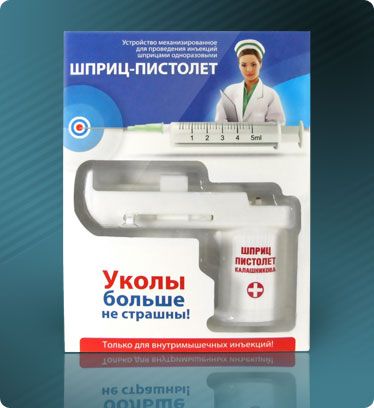 Устройство механизированное
для проведения инъекций
шприцами одноразовыми
ШПРИЦ-ПИСТОЛЕТ
1 2 3 4 5ml
ШПРИЦ
ПИСТОЛЕТ
КАЛАШНИКОВА
Уколы
больше
не страшны!
Только для внутримышечных инъекций!